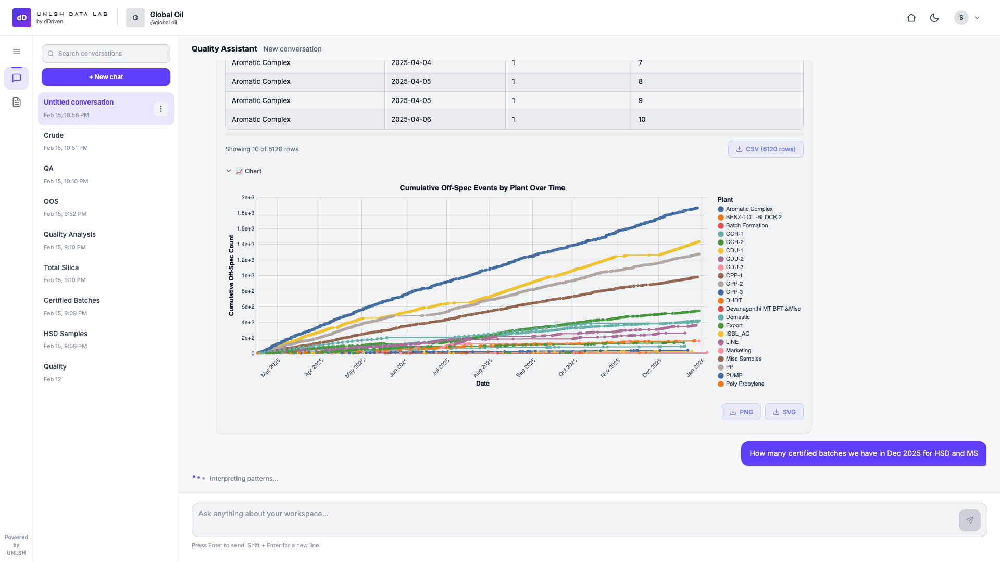 dD
UNLSH DATA LAB
by dDriven
G
Global Oil
@global oil
S
Search conversations
+ New chat
Untitled conversation
Feb 15, 10:56 PM
Crude
Feb 15, 10:51 PM
QA
Feb 15, 10:10 PM
OOS
Feb 15, 9:52 PM
Quality Analysis
Feb 15, 9:10 PM
Total SIlica
Feb 15, 9:10 PM
Certified Batches
Feb 15, 9:09 PM
HSD Samples
Feb 15, 9:09 PM
Quality
Feb 12
Powered
by
UNLSH
Quality Assistant New conversation
Aromatic Complex 2025-04-04 1 7
Aromatic Complex 2025-04-05 1 8
Aromatic Complex 2025-04-05 1 9
Aromatic Complex 2025-04-06 1 10
Showing 10 of 6120 rows
CSV (6120 rows)
Chart
Cumulative Off-Spec Events by Plant Over Time
Cumulative Off-Spec Count
2e+3
1.8e+3
1.6e+3
1.4e+3
1.2e+3
1e+3
8e+2
6e+2
4e+2
2e+2
0
Mar 2025
Apr 2025
May 2025
Jun 2025
Jul 2025
Aug 2025
Sep 2025
Oct 2025
Nov 2025
Dec 2025
Jan 2026
Date
Plant
Aromatic Complex
BENZ-TOL -BLOCK 2
Batch Formation
CCR-1
CCR-2
CDU-1
CDU-2
CDU-3
CPP-1
CPP-2
CPP-3
DHDT
Devanagonthi MT BFT &Misc
Domestic
Export
ISBL_AC
LINE
Marketing
Misc Samples
PP
PUMP
Poly Propylene
PNG
SVG
How many certified batches we have in Dec 2025 for HSD and MS
Interpreting patterns...
Ask anything about your workspace...
Press Enter to send, Shift + Enter for a new line.